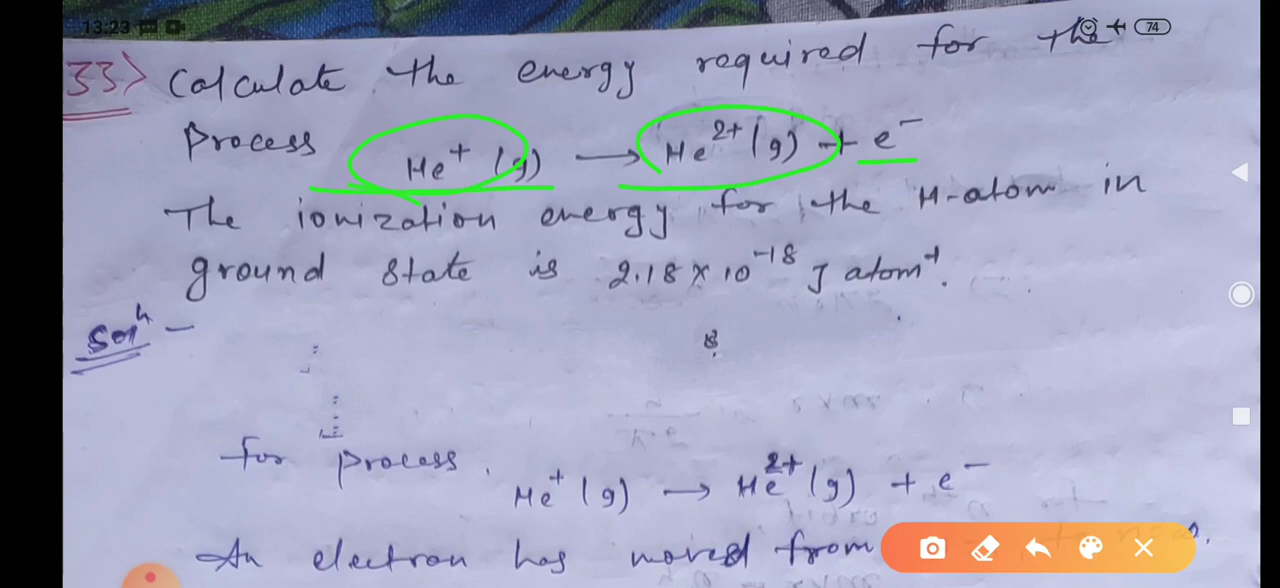 13:23
74
33> Calculate the energy required for the
Process He⁺ (g) → He²⁺ (g) + e⁻
The ionization energy for the H-atom in
ground state is 2.18 × 10⁻¹⁸ J atom⁻¹.
Solⁿ -
for process. He⁺ (g) → He²⁺ (g) + e⁻
An electron has moved from